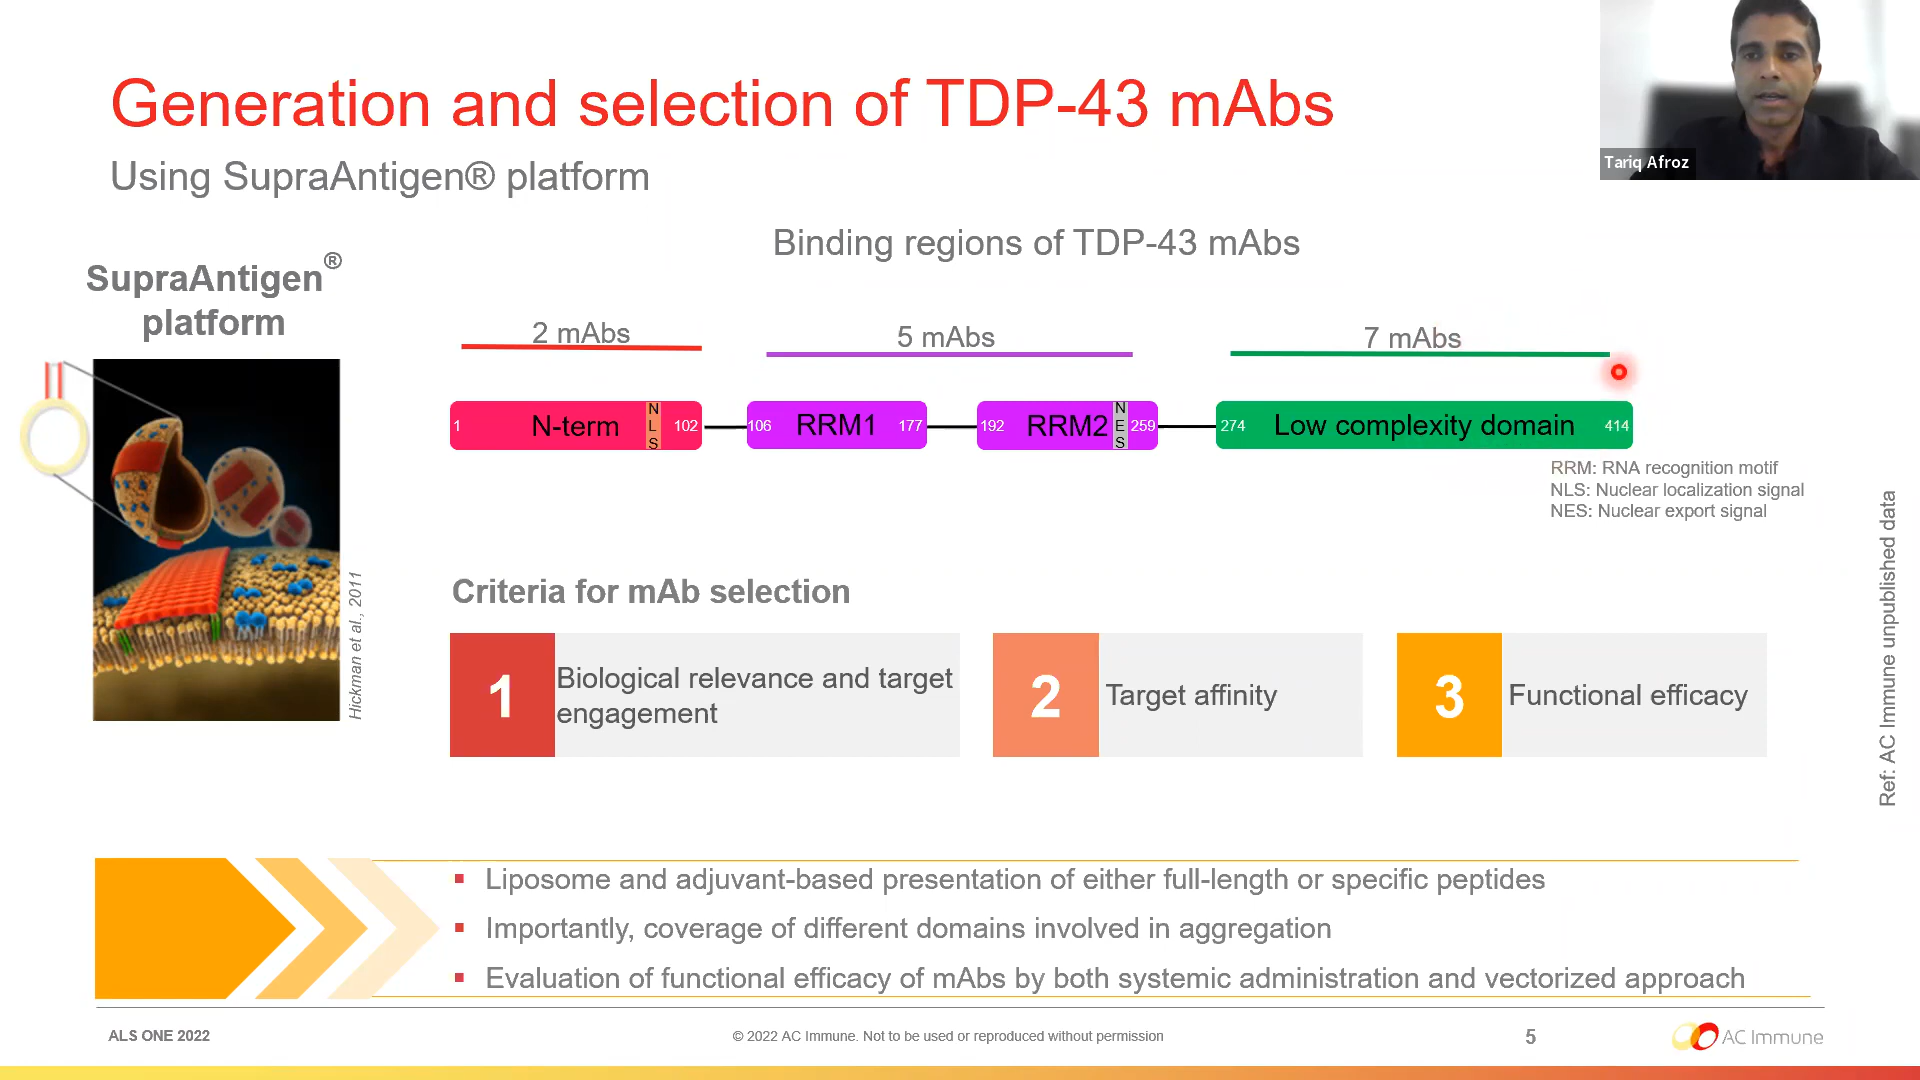 Generation and selection of TDP-43 mAbs
Tariq Afroz
Using SupraAntigen® platform
Binding regions of TDP-43 mAbs
SupraAntigen®
platform
2 mAbs
5 mAbs
7 mAbs
1 N-term NLS 102
106 RRM1 177
192 RRM2 NES 259
274 Low complexity domain 414
RRM: RNA recognition motif
NLS: Nuclear localization signal
NES: Nuclear export signal
Hickman et al., 2011
Ref: AC Immune unpublished data
Criteria for mAb selection
1 Biological relevance and target
engagement
2 Target affinity
3 Functional efficacy
▪ Liposome and adjuvant-based presentation of either full-length or specific peptides
▪ Importantly, coverage of different domains involved in aggregation
▪ Evaluation of functional efficacy of mAbs by both systemic administration and vectorized approach
ALS ONE 2022
© 2022 AC Immune. Not to be used or reproduced without permission
5
AC Immune